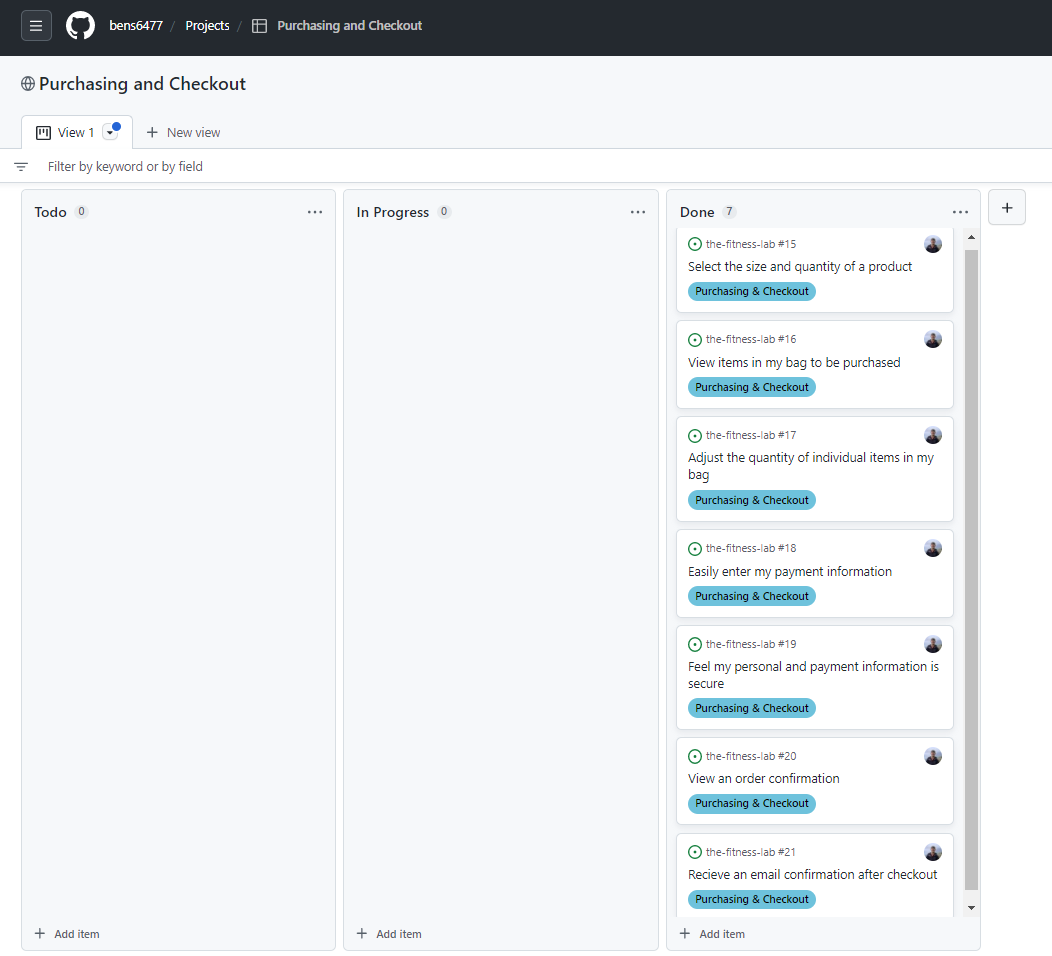 bens6477 / Projects / Purchasing and Checkout
Purchasing and Checkout
View 1
New view
Filter by keyword or by field
Todo 0
In Progress 0
Done 7
the-fitness-lab #15
Select the size and quantity of a product
Purchasing & Checkout
the-fitness-lab #16
View items in my bag to be purchased
Purchasing & Checkout
the-fitness-lab #17
Adjust the quantity of individual items in my
bag
Purchasing & Checkout
the-fitness-lab #18
Easily enter my payment information
Purchasing & Checkout
the-fitness-lab #19
Feel my personal and payment information is
secure
Purchasing & Checkout
the-fitness-lab #20
View an order confirmation
Purchasing & Checkout
the-fitness-lab #21
Recieve an email confirmation after checkout
Purchasing & Checkout
Add item
Add item
Add item